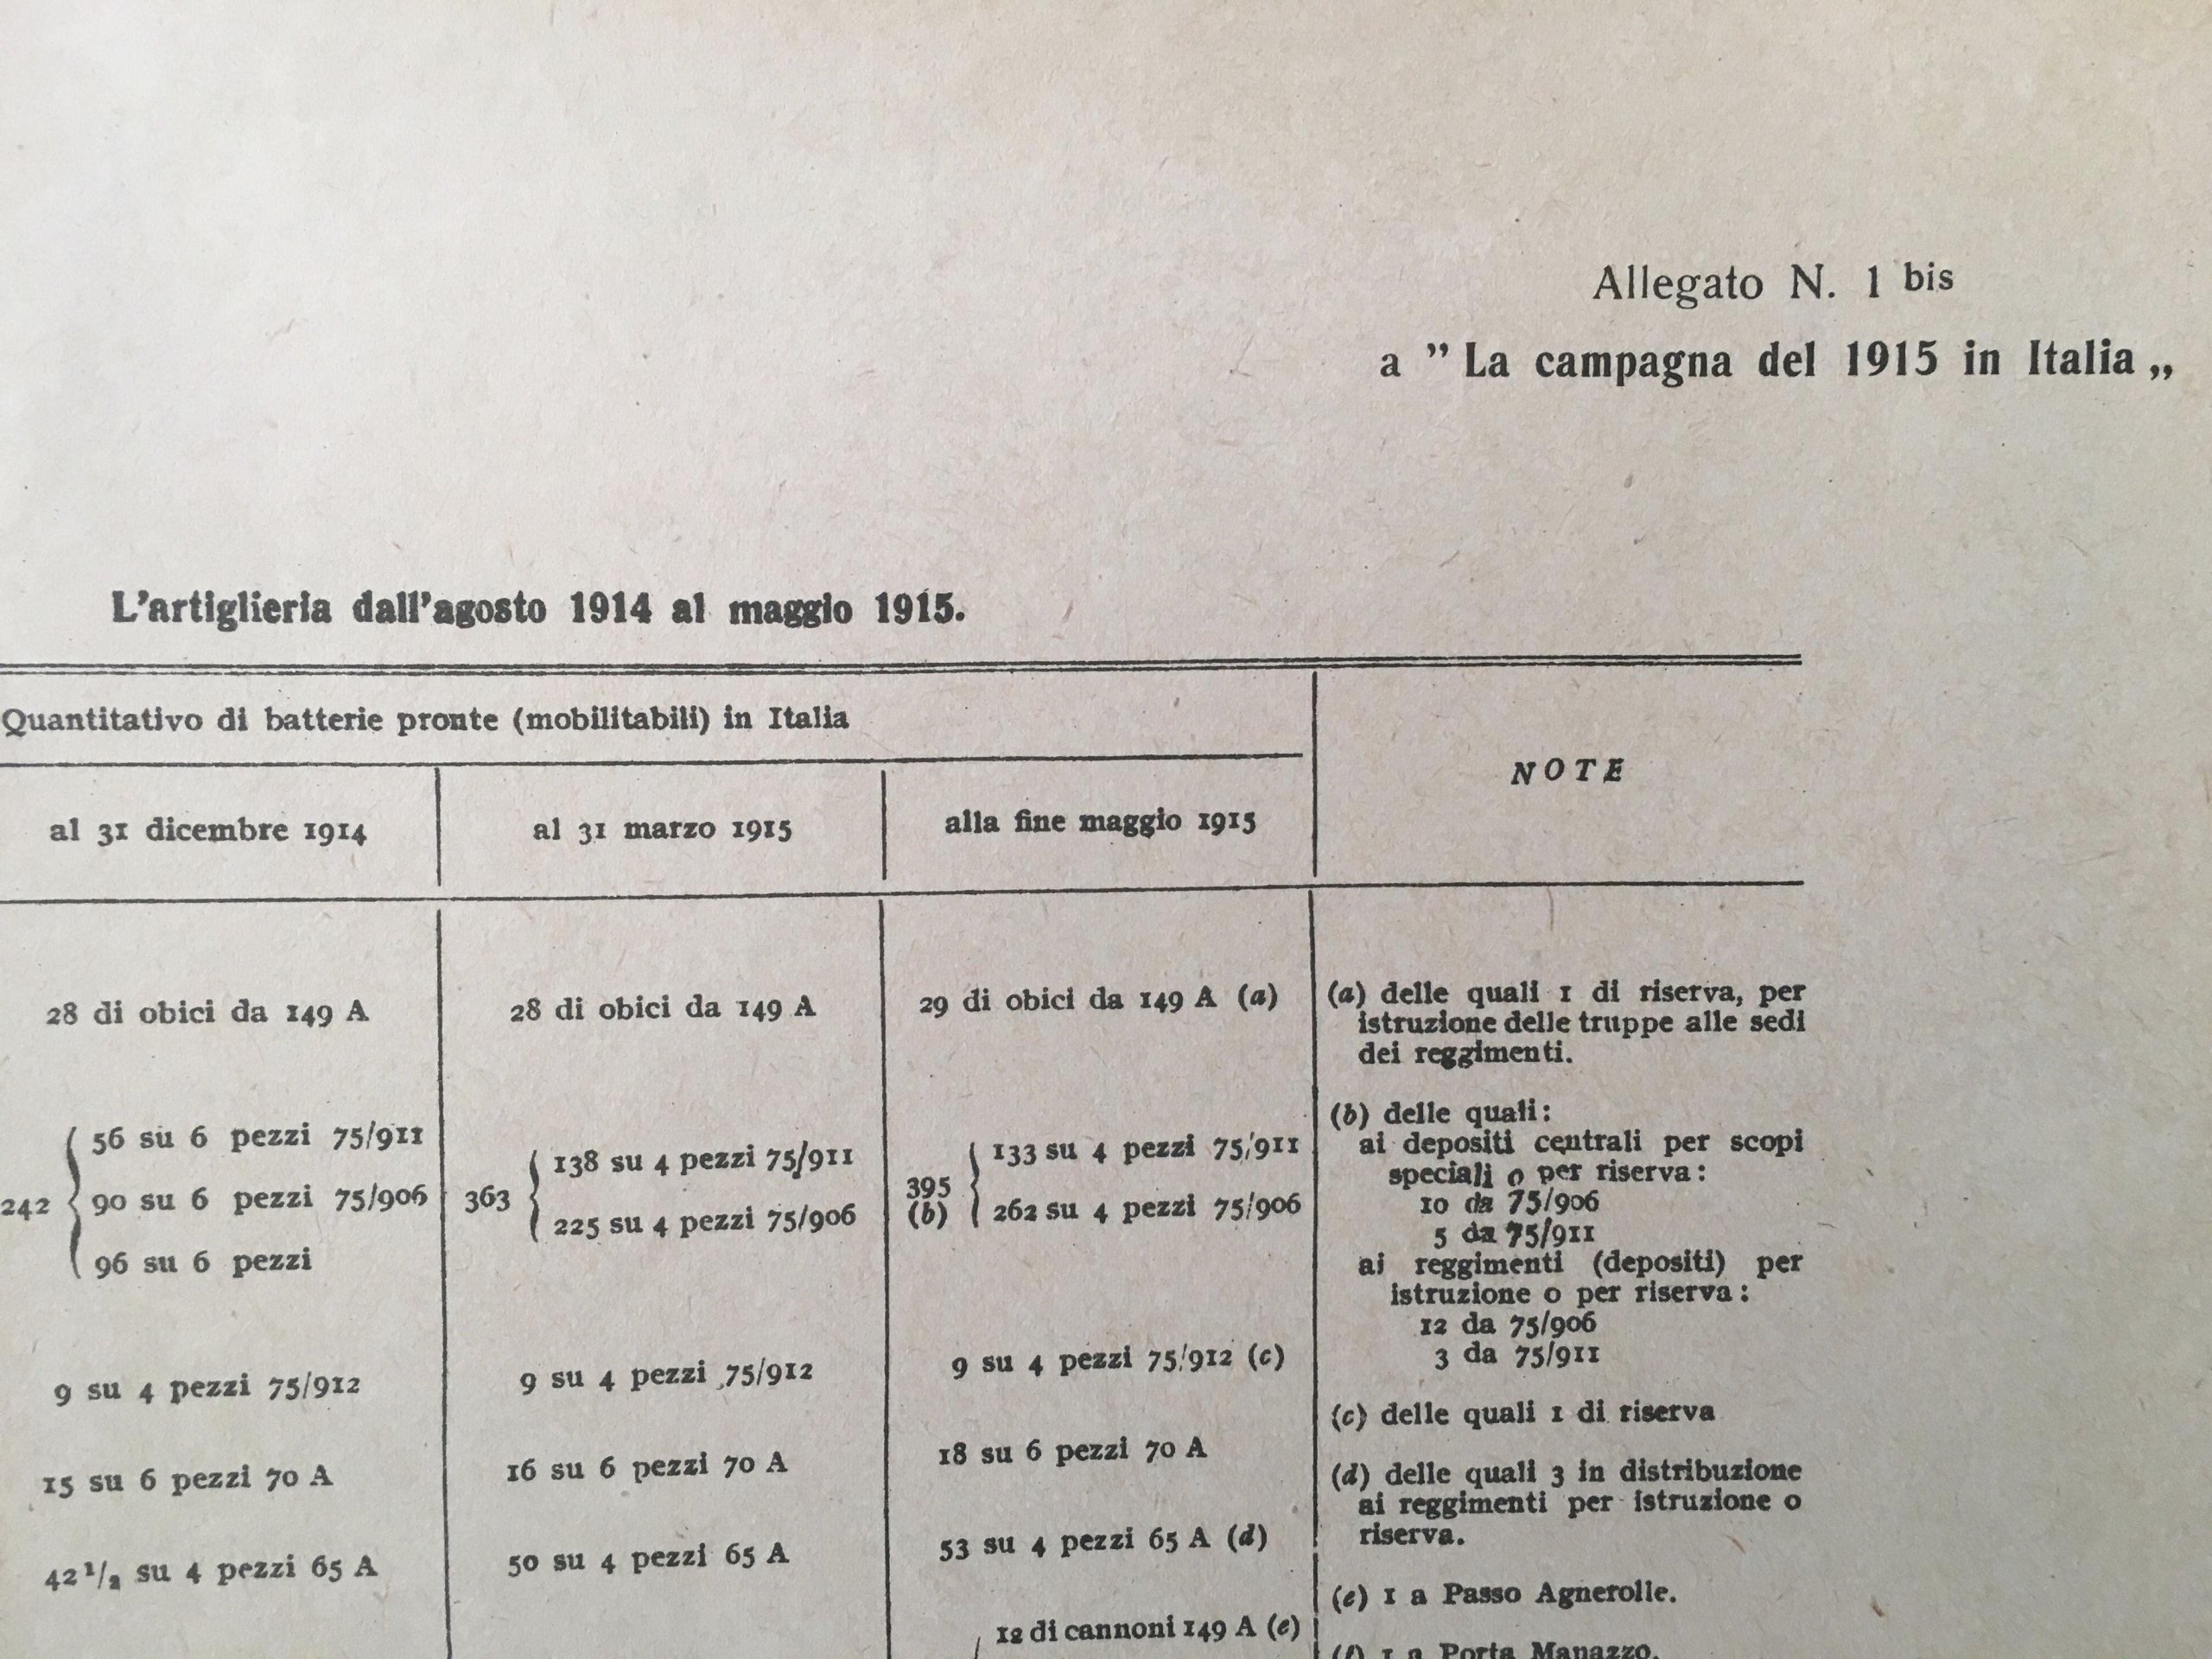 Allegato N. 1 bis
a ” La campagna del 1915 in Italia „
L'artiglieria dall'agosto 1914 al maggio 1915.
Quantitativo di batterie pronte (mobilitabili) in Italia
NOTE
al 31 dicembre 1914
al 31 marzo 1915
alla fine maggio 1915
28 di obici da 149 A
242
56 su 6 pezzi 75/911
90 su 6 pezzi 75/906
96 su 6 pezzi
9 su 4 pezzi 75/912
15 su 6 pezzi 70 A
42 1/2 su 4 pezzi 65 A
28 di obici da 149 A
363
138 su 4 pezzi 75/911
225 su 4 pezzi 75/906
9 su 4 pezzi 75/912
16 su 6 pezzi 70 A
50 su 4 pezzi 65 A
29 di obici da 149 A (a)
395
(b)
133 su 4 pezzi 75/911
262 su 4 pezzi 75/906
9 su 4 pezzi 75/912 (c)
18 su 6 pezzi 70 A
53 su 4 pezzi 65 A (d)
12 di cannoni 149 A (e)
(a) delle quali 1 di riserva, per
istruzione delle truppe alle sedi
dei reggimenti.
(b) delle quali:
ai depositi centrali per scopi
speciali o per riserva:
10 da 75/906
5 da 75/911
ai reggimenti (depositi) per
istruzione o per riserva:
12 da 75/906
3 da 75/911
(c) delle quali 1 di riserva
(d) delle quali 3 in distribuzione
ai reggimenti per istruzione o
riserva.
(e) 1 a Passo Agnerolle.
(f) 1 a Porta Manazzo.